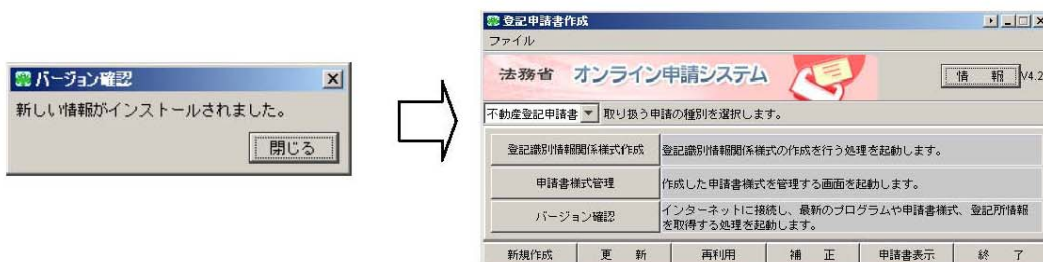 バージョン確認
新しい情報がインストールされました。
閉じる
登記申請書作成
ファイル
法務省 オンライン申請システム
情 報 V4.2
不動産登記申請書 取り扱う申請の種別を選択します。
登記識別情報関係様式作成 登記識別情報関係様式の作成を行う処理を起動します。
申請書様式管理 作成した申請書様式を管理する画面を起動します。
バージョン確認 インターネットに接続し、最新のプログラムや申請書様式、登記所情報
を取得する処理を起動します。
新規作成 更 新 再利用 補 正 申請書表示 終 了